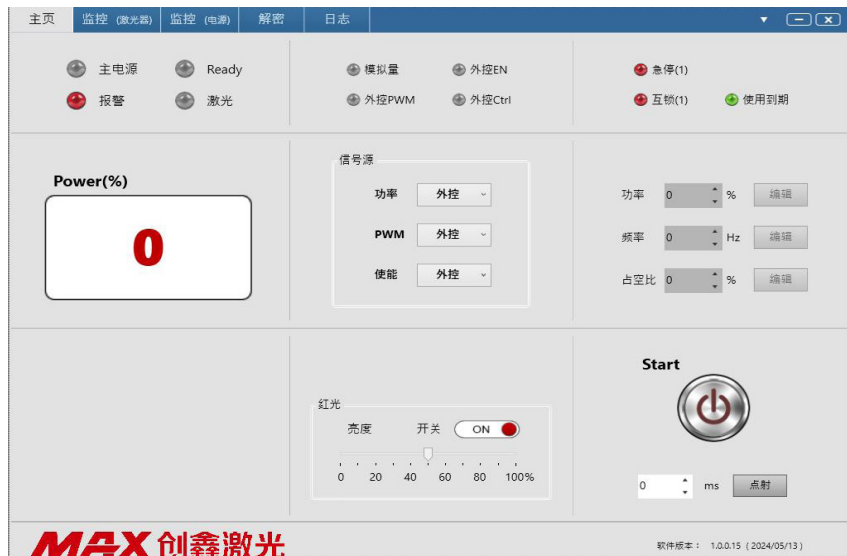 主页 监控 (激光器) 监控 (电源) 解密 日志
主电源 Ready 模拟量 外控EN 急停(1)
报警 激光 外控PWM 外控Ctrl 互锁(1) 使用到期
信号源
Power(%)
0
功率 外控
PWM 外控
使能 外控
功率 0 % 编辑
频率 0 Hz 编辑
占空比 0 % 编辑
红光
亮度 开关 ON
0 20 40 60 80 100%
Start
0 ms 点射
MAX 创鑫激光
软件版本： 1.0.0.15 ( 2024/05/13 )